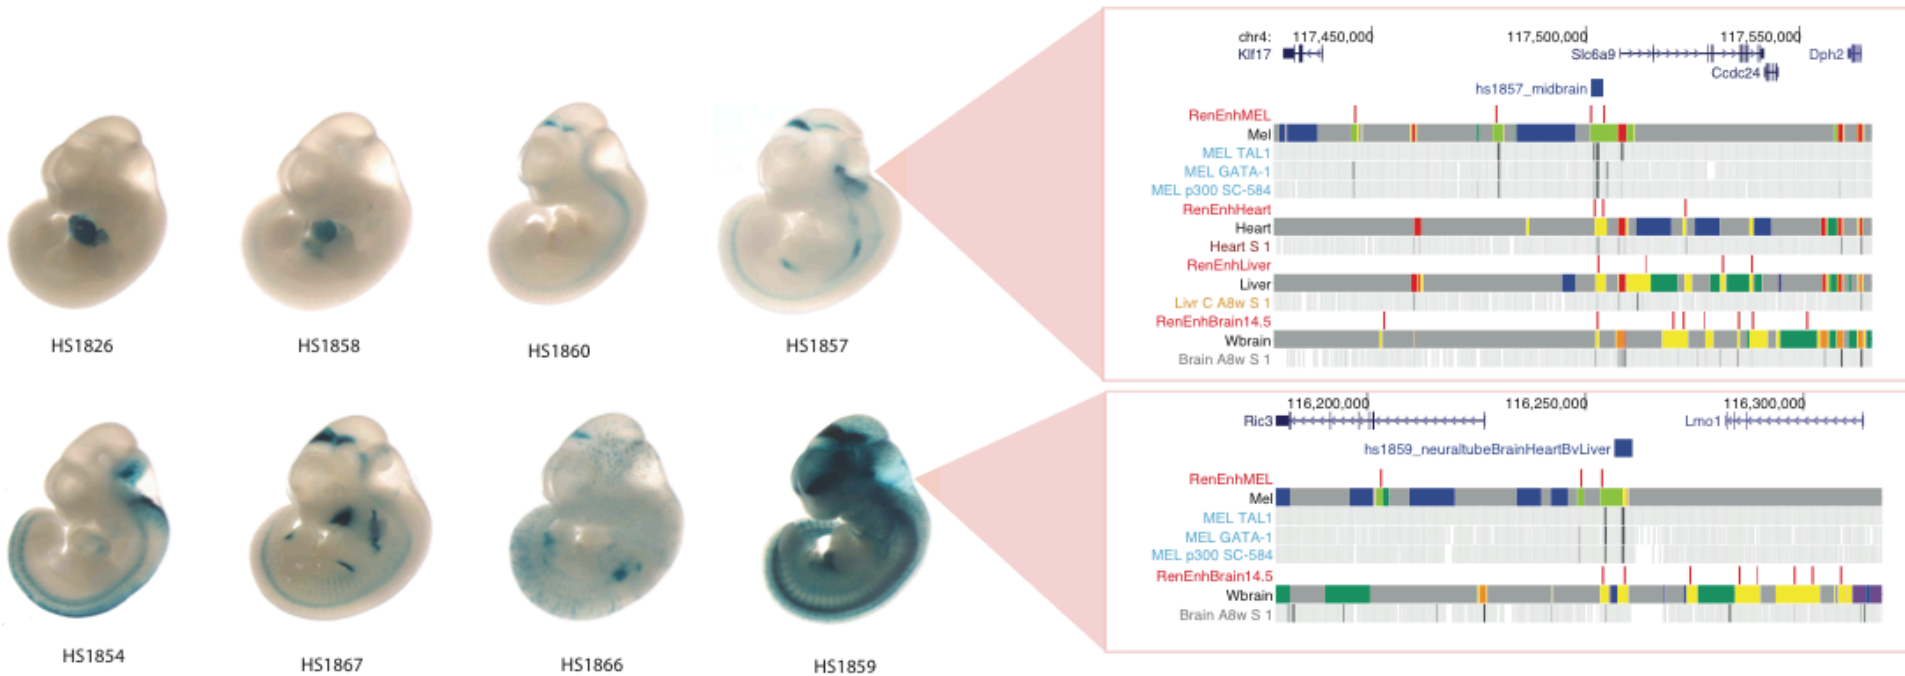 HS1826
HS1858
HS1860
HS1857
HS1854
HS1867
HS1866
HS1859
chr4: 117,450,000 117,500,000 117,550,000
Klf17 Slc6a9 Dph2
Ccdc24
hs1857_midbrain
RenEnhMEL
Mel
MEL TAL1
MEL GATA-1
MEL p300 SC-584
RenEnhHeart
Heart
Heart S 1
RenEnhLiver
Liver
Livr C A8w S 1
RenEnhBrain14.5
Wbrain
Brain A8w S 1
116,200,000 116,250,000 116,300,000
Ric3 Lmo1
hs1859_neuraltubeBrainHeartBvLiver
RenEnhMEL
Mel
MEL TAL1
MEL GATA-1
MEL p300 SC-584
RenEnhBrain14.5
Wbrain
Brain A8w S 1